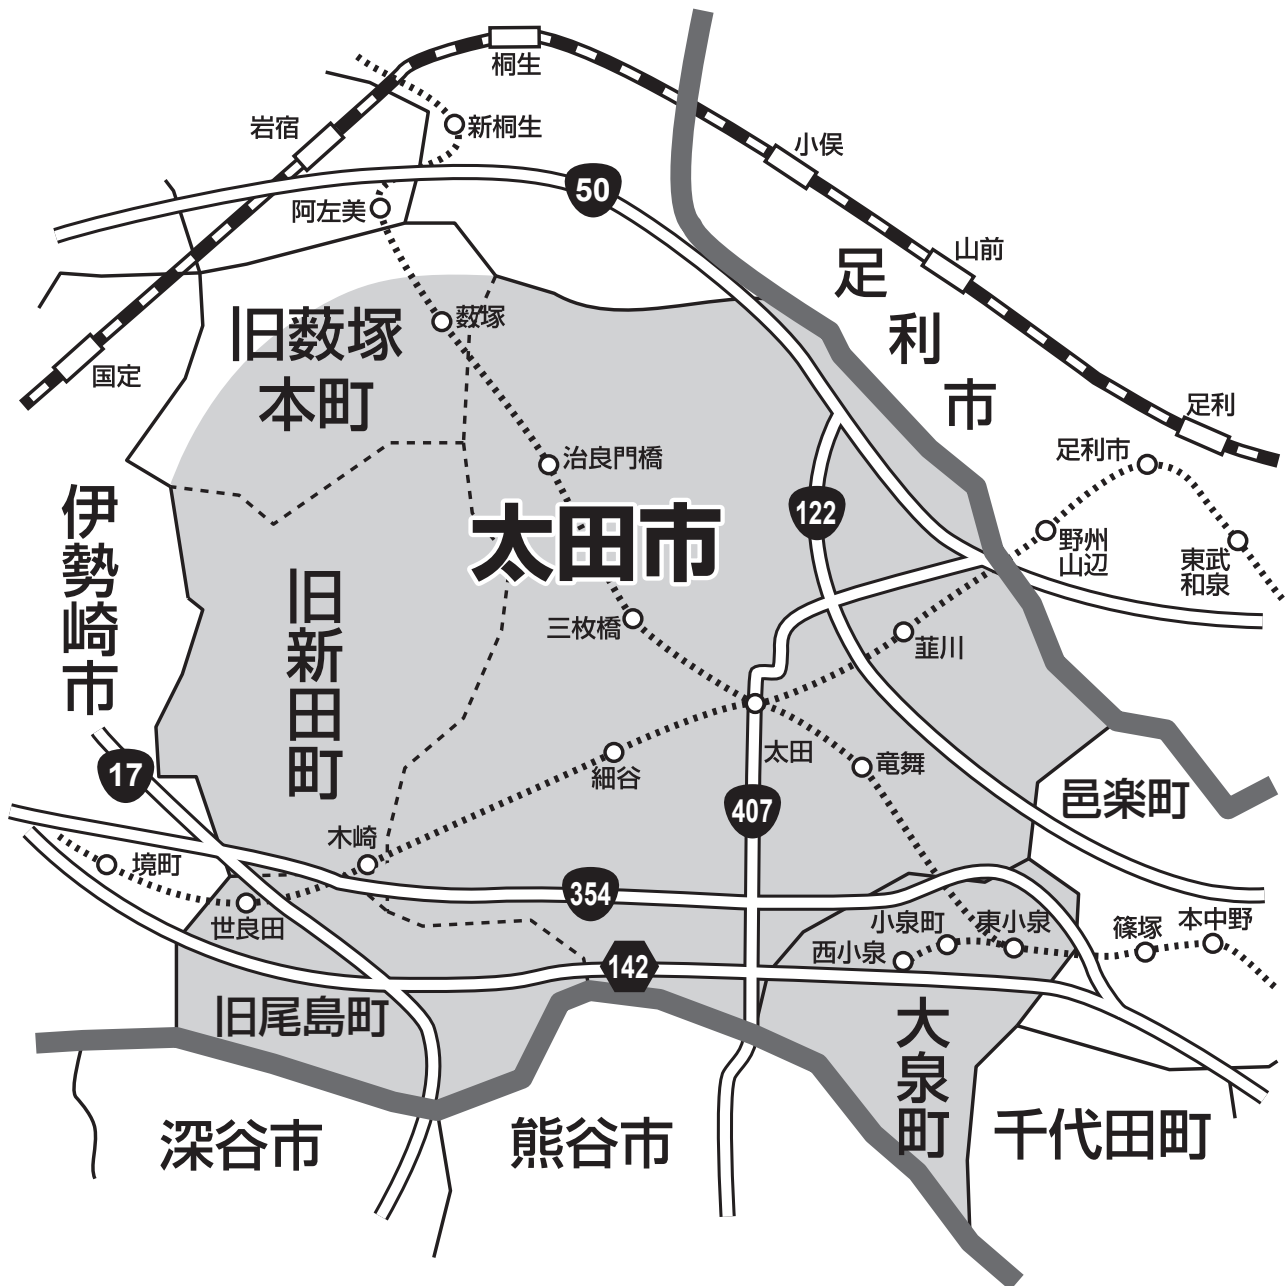 桐生
岩宿
新桐生
小俣
50
阿左美
山前
足利市
旧薮塚
本町
薮塚
国定
足利
足利市
治良門橋
伊勢崎市
太田市
122
野州
山辺
東武
和泉
旧新田町
三枚橋
韮川
太田
竜舞
17
細谷
邑楽町
407
木崎
境町
354
世良田
小泉町
東小泉
篠塚
本中野
西小泉
142
旧尾島町
大泉町
深谷市
熊谷市
千代田町